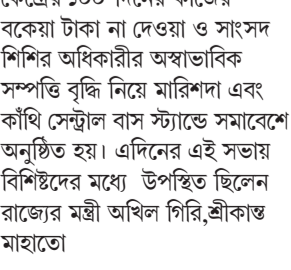 কেন্দ্রের ১০০ দিনের কাজের
বকেয়া টাকা না দেওয়া ও সাংসদ
শিশির অধিকারীর অস্বাভাবিক
সম্পত্তি বৃদ্ধি নিয়ে মারিশদা এবং
কাঁথি সেন্ট্রাল বাস স্ট্যান্ডে সমাবেশে
অনুষ্ঠিত হয়। এদিনের এই সভায়
বিশিষ্টদের মধ্যে উপস্থিত ছিলেন
রাজ্যের মন্ত্রী অখিল গিরি,শ্রীকান্ত
মাহাতো